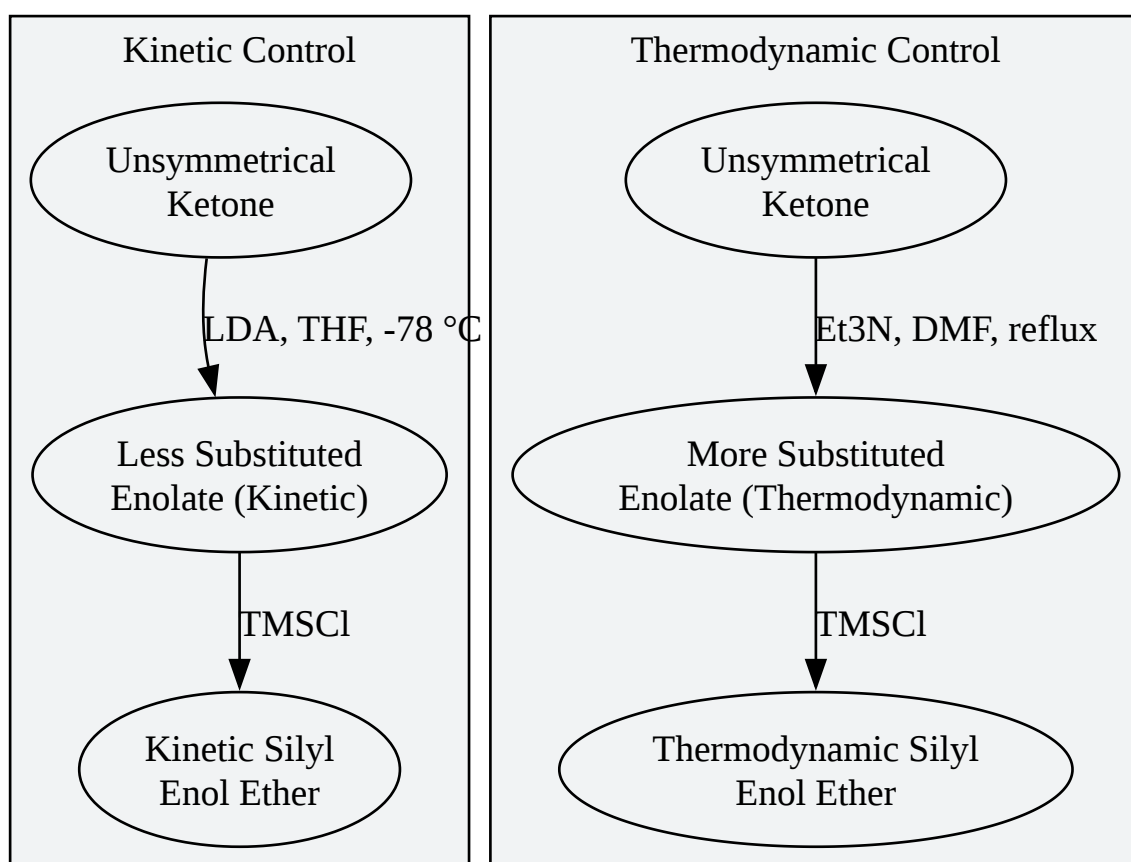 Kinetic Control
Unsymmetrical
Ketone
LDA, THF, -78 °C
Less Substituted
Enolate (Kinetic)
TMSCl
Kinetic Silyl
Enol Ether
Thermodynamic Control
Unsymmetrical
Ketone
Et3N, DMF, reflux
More Substituted
Enolate (Thermodynamic)
TMSCl
Thermodynamic Silyl
Enol Ether